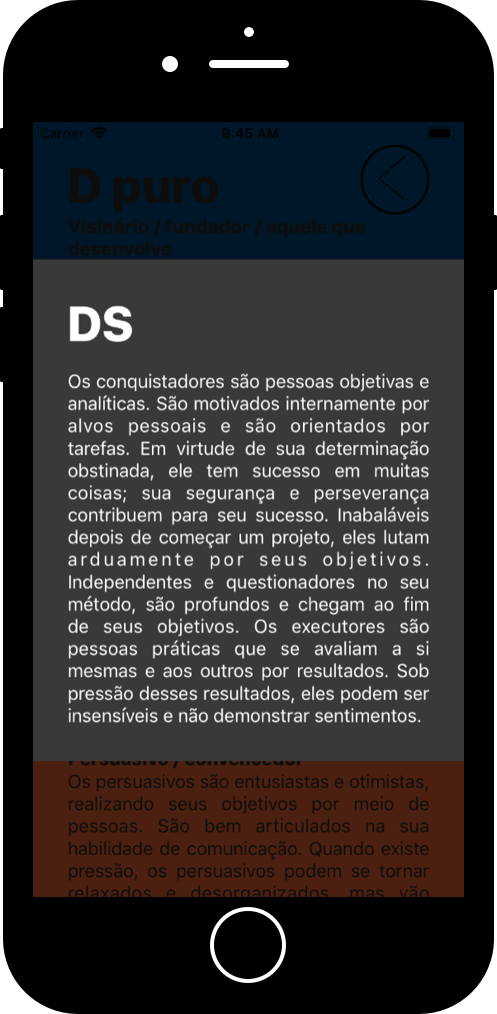 Carrier 9:45 AM
D puro
Visinário / fundador / aquele que
desenvolve
DS
Os conquistadores são pessoas objetivas e
analíticas. São motivados internamente por
alvos pessoais e são orientados por
tarefas. Em virtude de sua determinação
obstinada, ele tem sucesso em muitas
coisas; sua segurança e perseverança
contribuem para seu sucesso. Inabaláveis
depois de começar um projeto, eles lutam
arduamente por seus objetivos.
Independentes e questionadores no seu
método, são profundos e chegam ao fim
de seus objetivos. Os executores são
pessoas práticas que se avaliam a si
mesmas e aos outros por resultados. Sob
pressão desses resultados, eles podem ser
insensíveis e não demonstrar sentimentos.
Persuasivo / convencedor
Os persuasivos são entusiastas e otimistas,
realizando seus objetivos por meio de
pessoas. São bem articulados na sua
habilidade de comunicação. Quando existe
pressão, os persuasivos podem se tornar
relaxados e desorganizados, mas vão